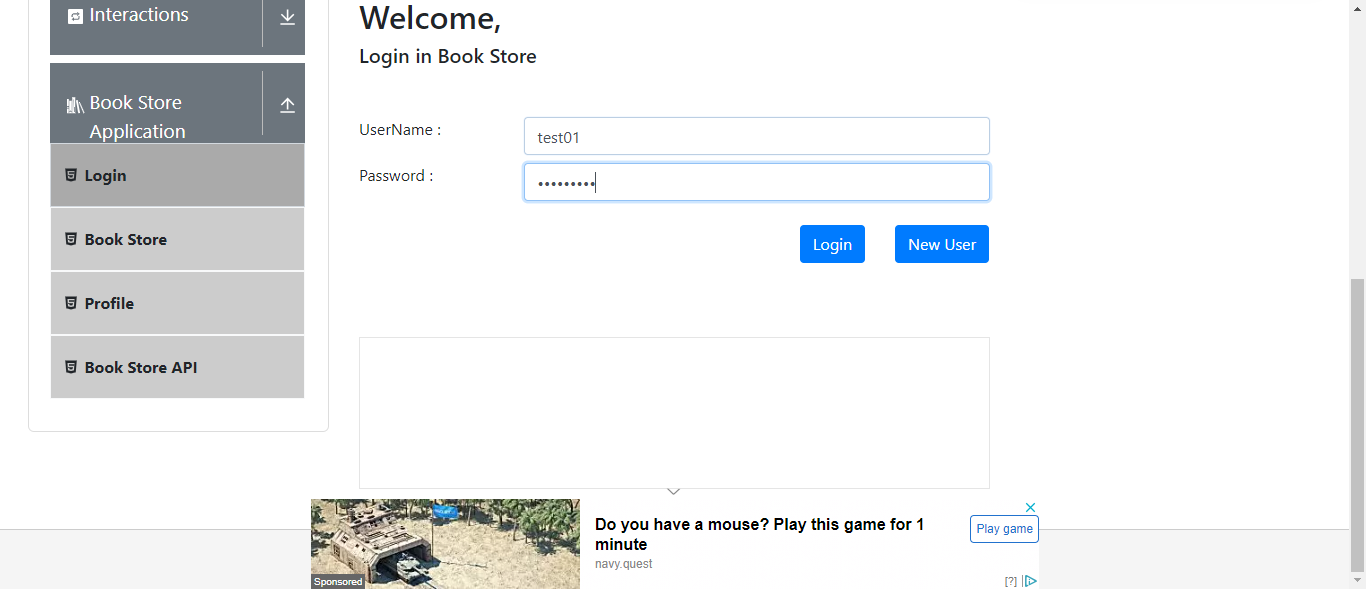 Interactions
Book Store
Application
Login
Book Store
Profile
Book Store API
Welcome,
Login in Book Store
UserName :
test01
Password :
•••••••••
Login
New User
Do you have a mouse? Play this game for 1
minute
navy.quest
Play game
Sponsored
[?]